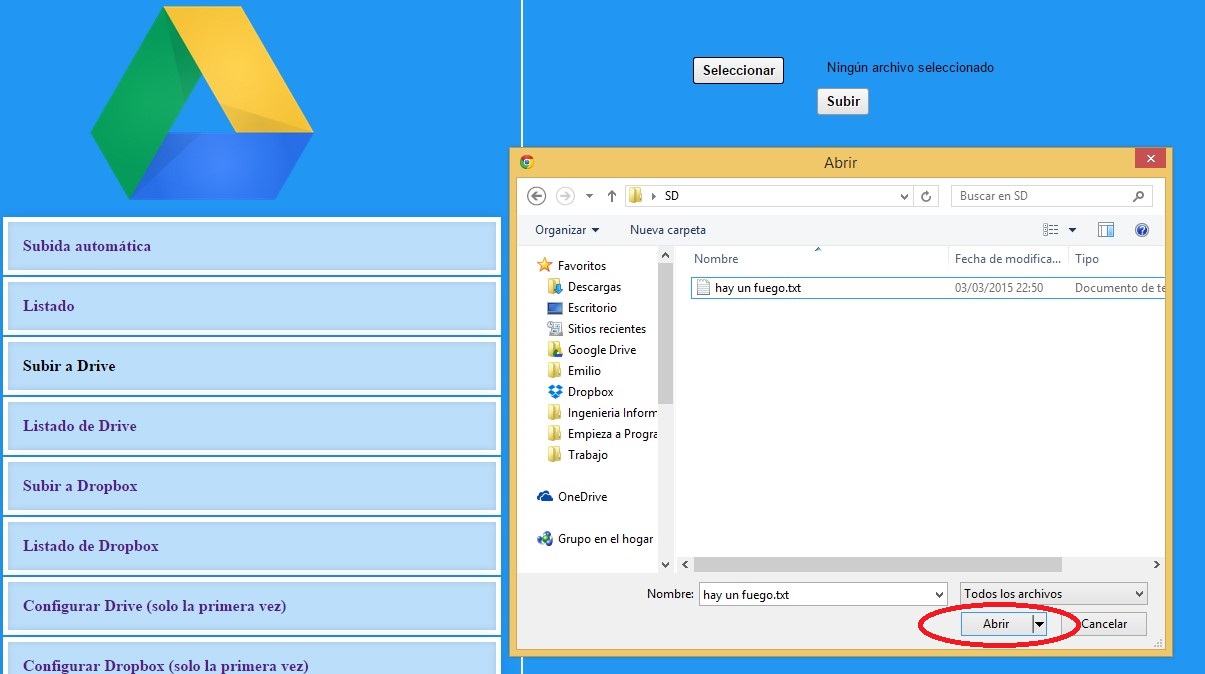 Seleccionar
Ningún archivo seleccionado
Subir
Subida automática
Listado
Subir a Drive
Listado de Drive
Subir a Dropbox
Listado de Dropbox
Configurar Drive (solo la primera vez)
Configurar Dropbox (solo la primera vez)
Abrir
SD
Buscar en SD
Organizar
Nueva carpeta
Favoritos
Descargas
Escritorio
Sitios recientes
Google Drive
Emilio
Dropbox
Ingenieria Inform
Empieza a Progra
Trabajo
OneDrive
Grupo en el hogar
Nombre Fecha de modifica... Tipo
hay un fuego.txt 03/03/2015 22:50 Documento de te
Nombre: hay un fuego.txt Todos los archivos
Abrir Cancelar